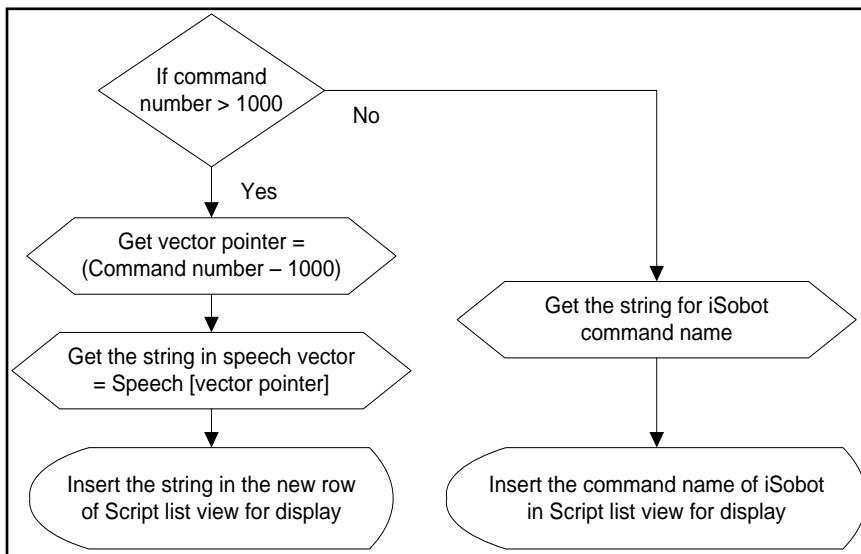 If command
number > 1000
No
Yes
Get vector pointer =
(Command number – 1000)
Get the string in speech vector
= Speech [vector pointer]
Insert the string in the new row
of Script list view for display
Get the string for iSobot
command name
Insert the command name of iSobot
in Script list view for display